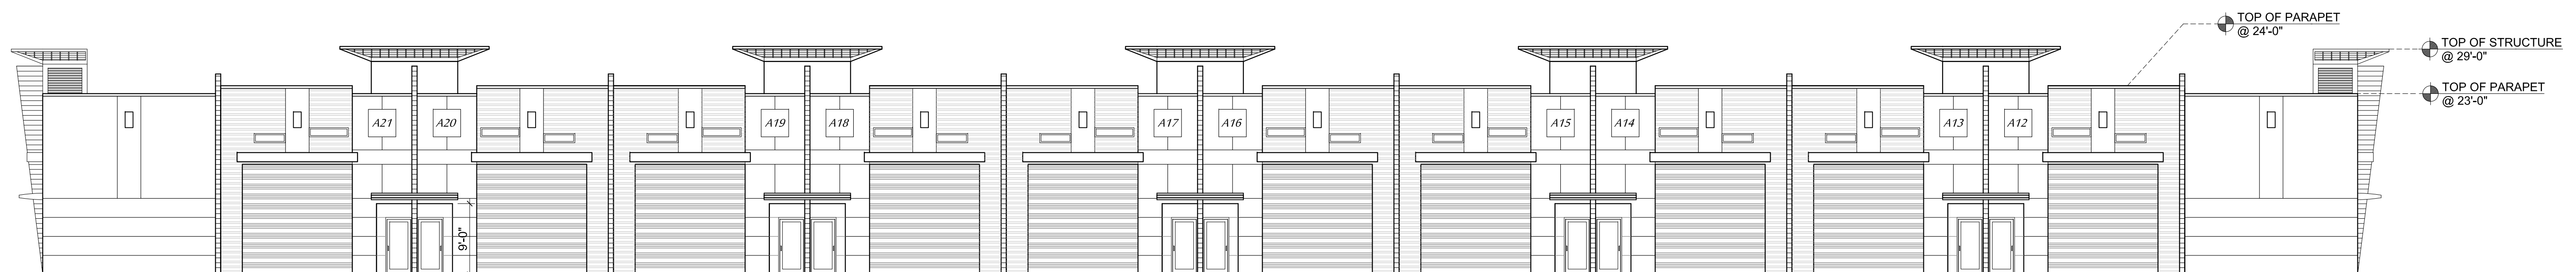 TOP OF PARAPET
@ 24'-0"
TOP OF STRUCTURE
@ 29'-0"
TOP OF PARAPET
@ 23'-0"
A21
A20
A19
A18
A17
A16
A15
A14
A13
A12
9'-0"